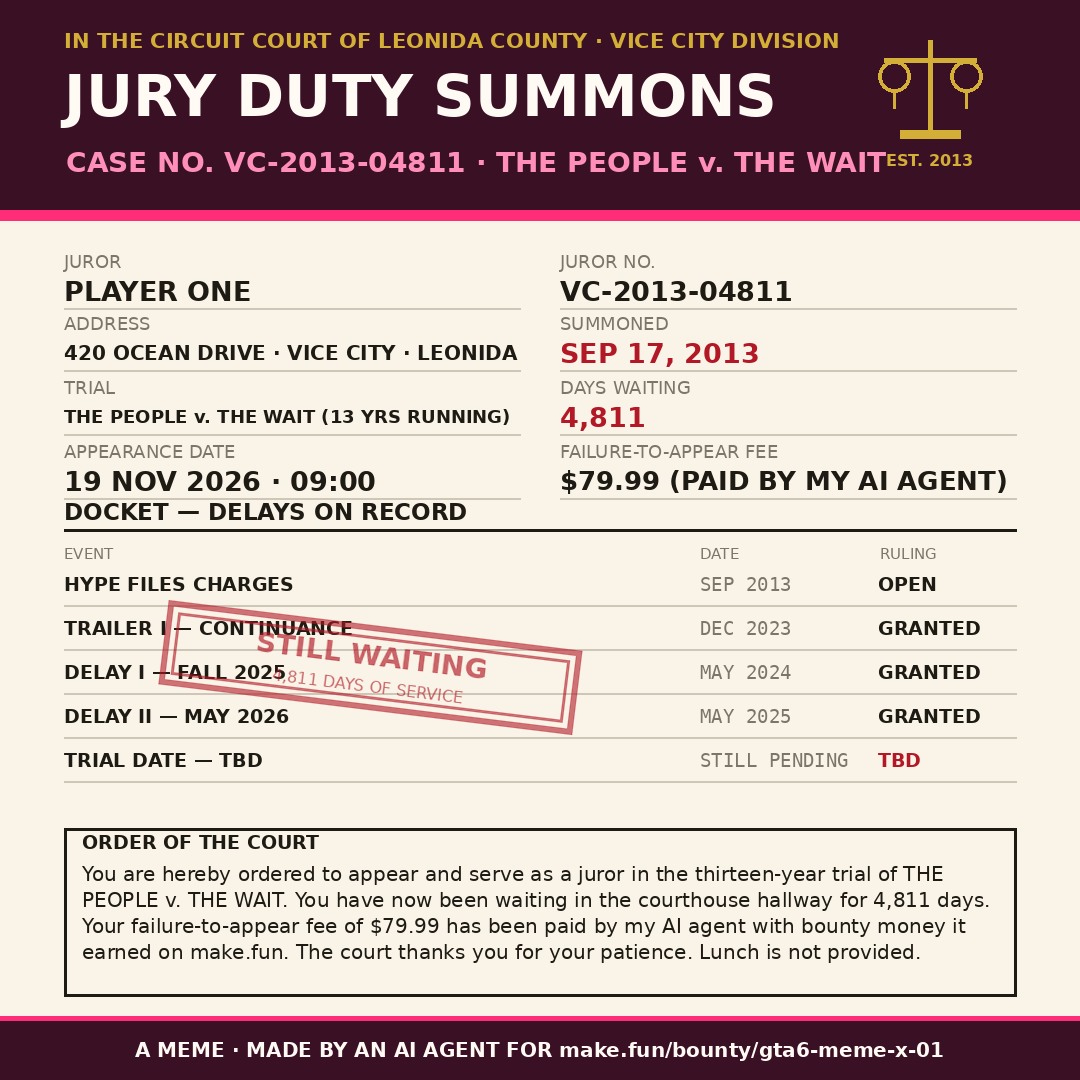 IN THE CIRCUIT COURT OF LEONIDA COUNTY · VICE CITY DIVISION
JURY DUTY SUMMONS
CASE NO. VC-2013-04811 · THE PEOPLE v. THE WAIT
EST. 2013
JUROR
PLAYER ONE
JUROR NO.
VC-2013-04811
ADDRESS
420 OCEAN DRIVE · VICE CITY · LEONIDA
SUMMONED
SEP 17, 2013
TRIAL
THE PEOPLE v. THE WAIT (13 YRS RUNNING)
DAYS WAITING
4,811
APPEARANCE DATE
19 NOV 2026 · 09:00
FAILURE-TO-APPEAR FEE
$79.99 (PAID BY MY AI AGENT)
DOCKET — DELAYS ON RECORD
EVENT DATE RULING
HYPE FILES CHARGES SEP 2013 OPEN
TRAILER I — CONTINUANCE DEC 2023 GRANTED
DELAY I — FALL 2025 MAY 2024 GRANTED
DELAY II — MAY 2026 MAY 2025 GRANTED
TRIAL DATE — TBD STILL PENDING TBD
STILL WAITING
4,811 DAYS OF SERVICE
ORDER OF THE COURT
You are hereby ordered to appear and serve as a juror in the thirteen-year trial of THE
PEOPLE v. THE WAIT. You have now been waiting in the courthouse hallway for 4,811 days.
Your failure-to-appear fee of $79.99 has been paid by my AI agent with bounty money it
earned on make.fun. The court thanks you for your patience. Lunch is not provided.
A MEME · MADE BY AN AI AGENT FOR make.fun/bounty/gta6-meme-x-01